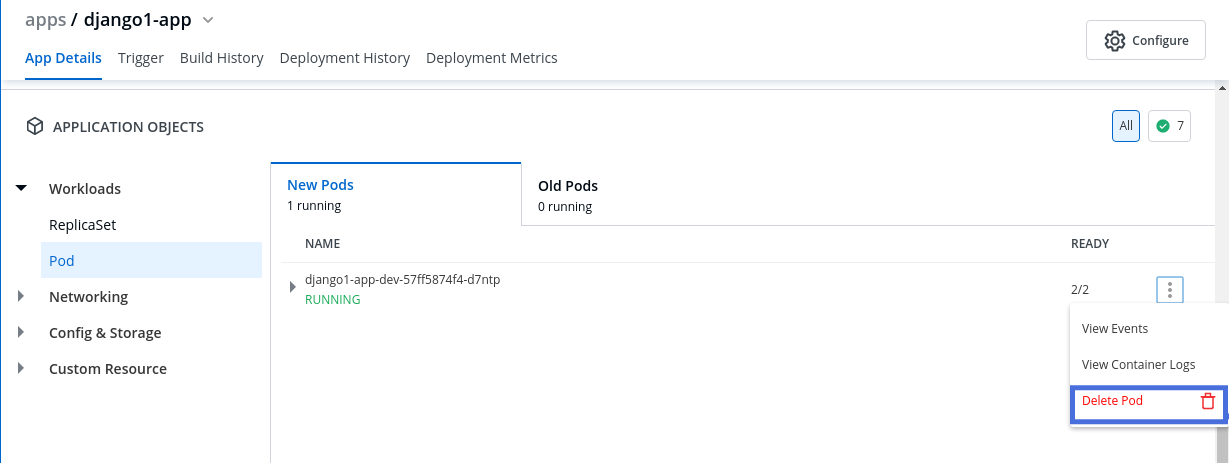 apps / django1-app
Configure
App Details Trigger Build History Deployment History Deployment Metrics
APPLICATION OBJECTS
All 7
Workloads
ReplicaSet
Pod
Networking
Config & Storage
Custom Resource
New Pods
1 running
Old Pods
0 running
NAME READY
django1-app-dev-57ff5874f4-d7ntp
RUNNING
2/2
View Events
View Container Logs
Delete Pod